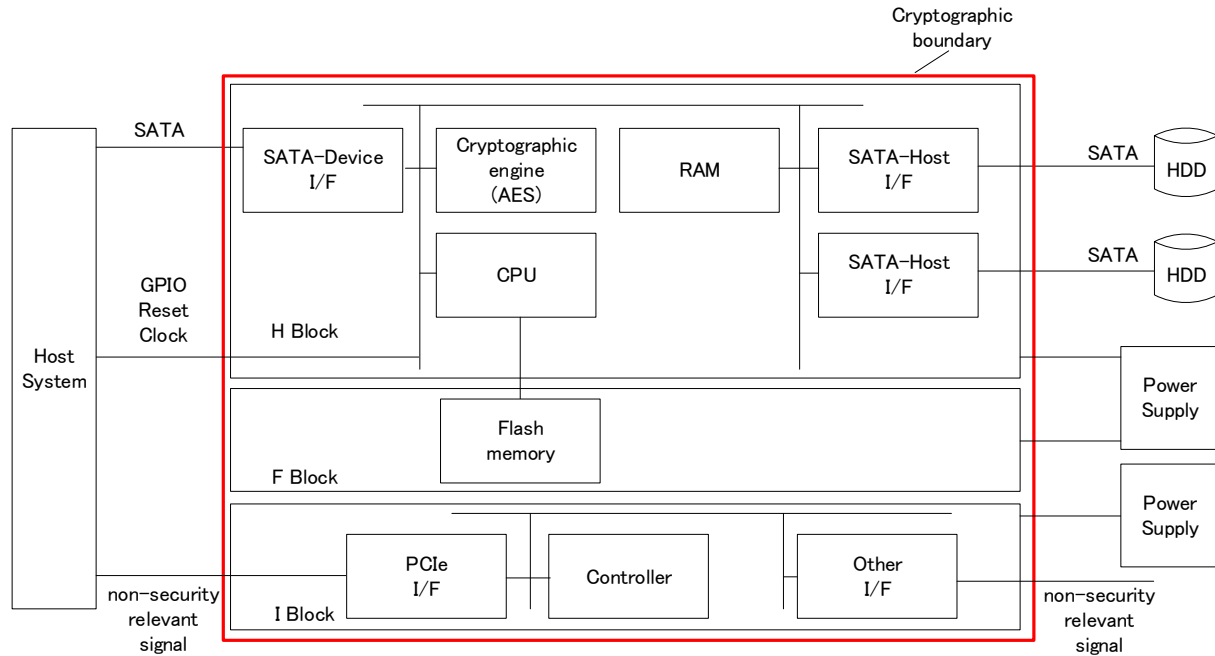 Cryptographic
boundary
SATA
SATA-Device
I/F
Cryptographic
engine
(AES)
RAM
SATA-Host
I/F
SATA
HDD
CPU
SATA-Host
I/F
SATA
HDD
GPIO
Reset
Clock
H Block
Host
System
Power
Supply
Flash
memory
F Block
Power
Supply
PCIe
I/F
Controller
Other
I/F
non-security
relevant
signal
I Block
non-security
relevant
signal